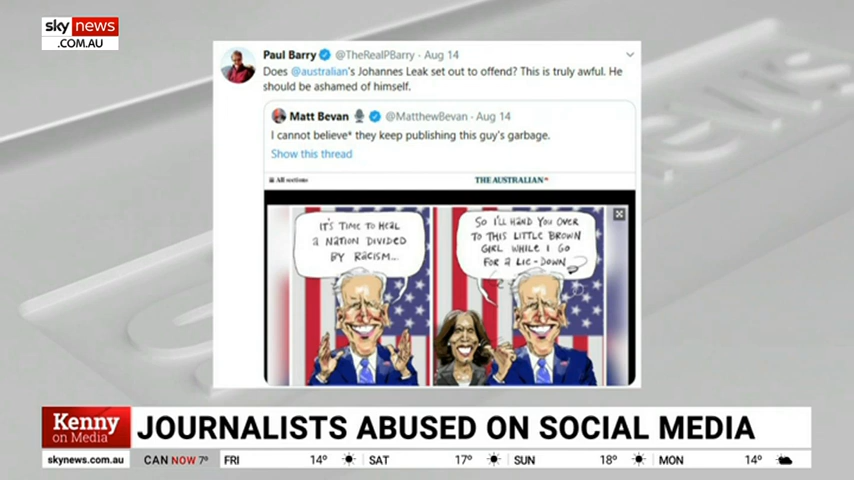 sky news
.COM.AU
Paul Barry @TheRealPBarry · Aug 14
Does @australian's Johannes Leak set out to offend? This is truly awful. He
should be ashamed of himself.
Matt Bevan @MatthewBevan · Aug 14
I cannot believe* they keep publishing this guy's garbage.
Show this thread
All sections
THE AUSTRALIAN
IT'S TIME TO HEAL
A NATION DIVIDED
BY RACISM...
SO I'LL HAND YOU OVER
TO THIS LITTLE BROWN
GIRL WHILE I GO
FOR A LIE-DOWN
Kenny
on Media
JOURNALISTS ABUSED ON SOCIAL MEDIA
skynews.com.au CAN NOW 7° FRI 14° SAT 17° SUN 18° MON 14°